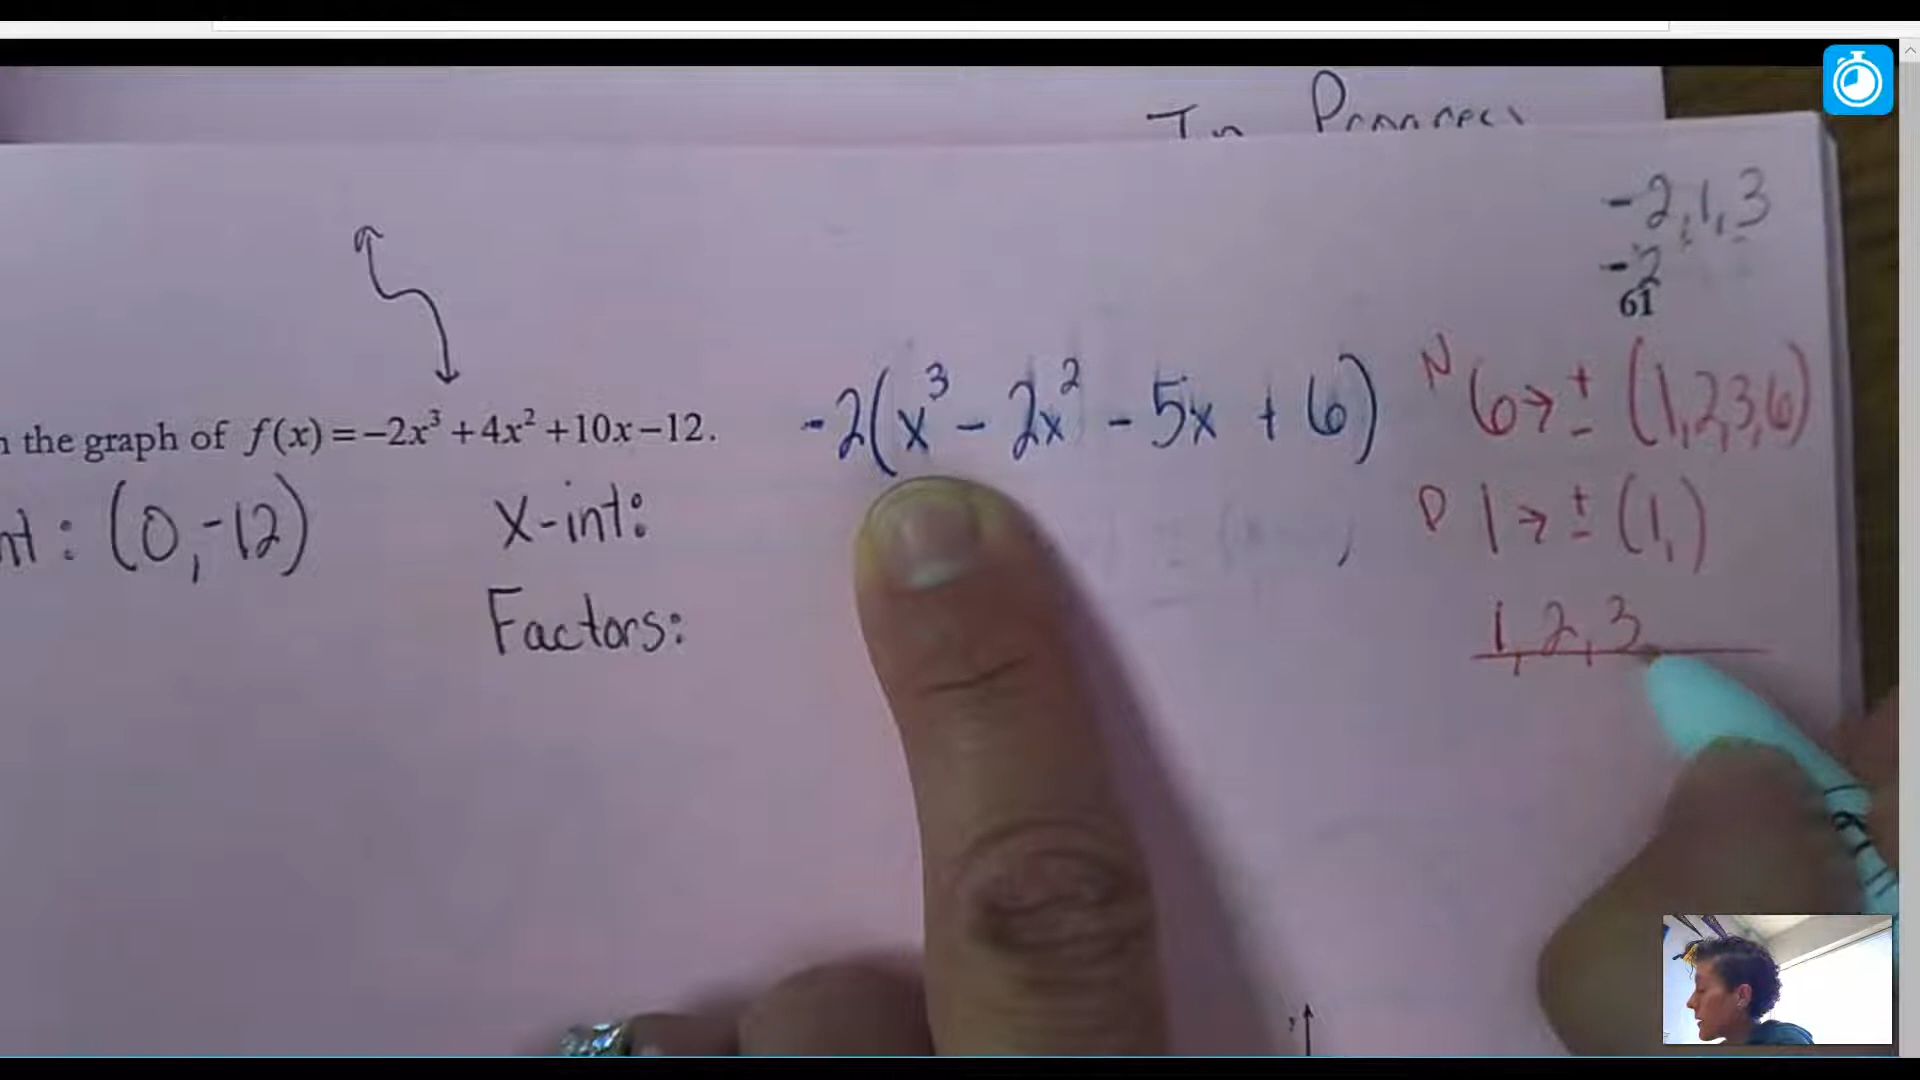 In
-2, 1, 3
-2
61
-2(x³ - 2x² - 5x + 6)
N 6→ ± (1,2,3,6)
the graph of f(x)=−2x³+4x²+10x−12.
: (0,-12)
X-int:
D 1→ ± (1,)
Factors:
1, 2, 3
y